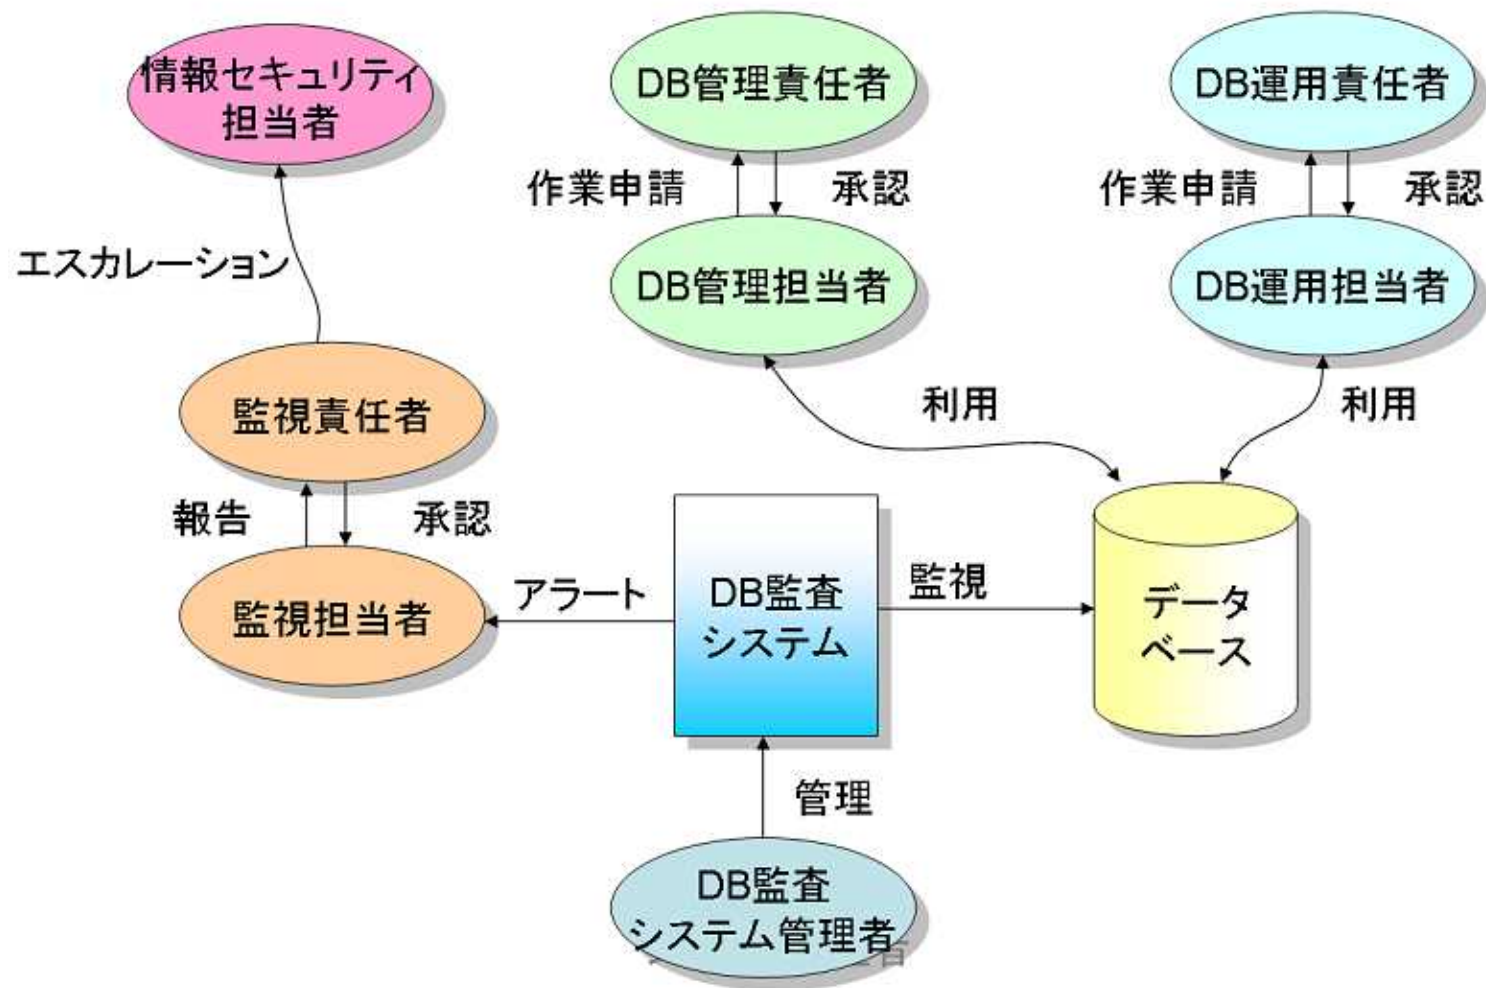 情報セキュリティ
担当者
DB管理責任者
DB運用責任者
作業申請
承認
作業申請
承認
エスカレーション
DB管理担当者
DB運用担当者
監視責任者
利用
利用
報告
承認
監視担当者
アラート
DB監査
システム
監視
データ
ベース
管理
DB監査
システム管理者